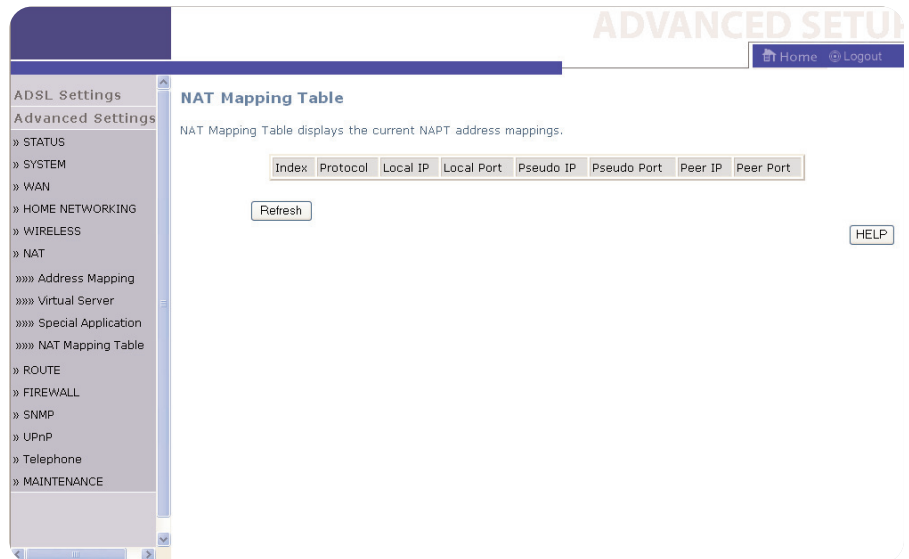 ADVANCED SETUP
Home Logout
ADSL Settings
Advanced Settings
» STATUS
» SYSTEM
» WAN
» HOME NETWORKING
» WIRELESS
» NAT
»»» Address Mapping
»»» Virtual Server
»»» Special Application
»»» NAT Mapping Table
» ROUTE
» FIREWALL
» SNMP
» UPnP
» Telephone
» MAINTENANCE
NAT Mapping Table
NAT Mapping Table displays the current NAPT address mappings.
Index Protocol Local IP Local Port Pseudo IP Pseudo Port Peer IP Peer Port
Refresh
HELP